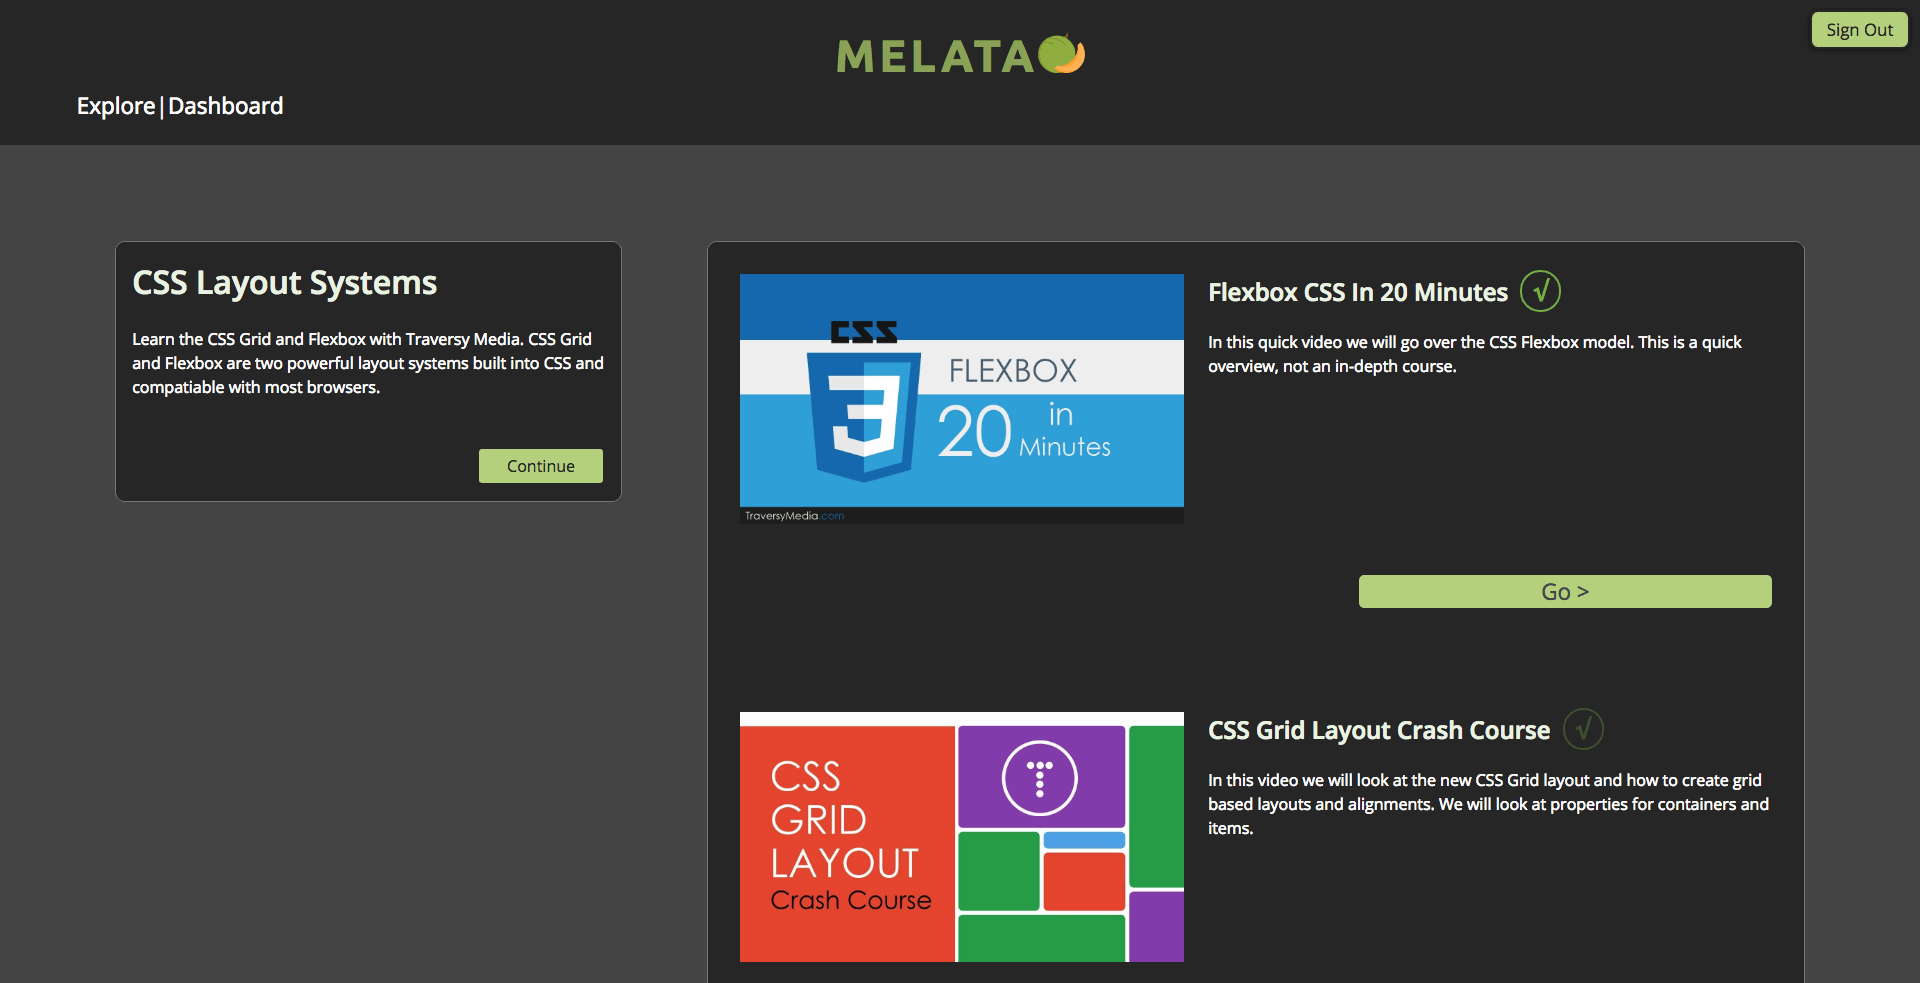 MELATA
Sign Out
Explore|Dashboard
CSS Layout Systems
Learn the CSS Grid and Flexbox with Traversy Media. CSS Grid
and Flexbox are two powerful layout systems built into CSS and
compatiable with most browsers.
Continue
CSS
3
FLEXBOX
20 in
Minutes
TraversyMedia.com
Flexbox CSS In 20 Minutes √
In this quick video we will go over the CSS Flexbox model. This is a quick
overview, not an in-depth course.
Go >
CSS
GRID
LAYOUT
Crash Course
T
CSS Grid Layout Crash Course √
In this video we will look at the new CSS Grid layout and how to create grid
based layouts and alignments. We will look at properties for containers and
items.